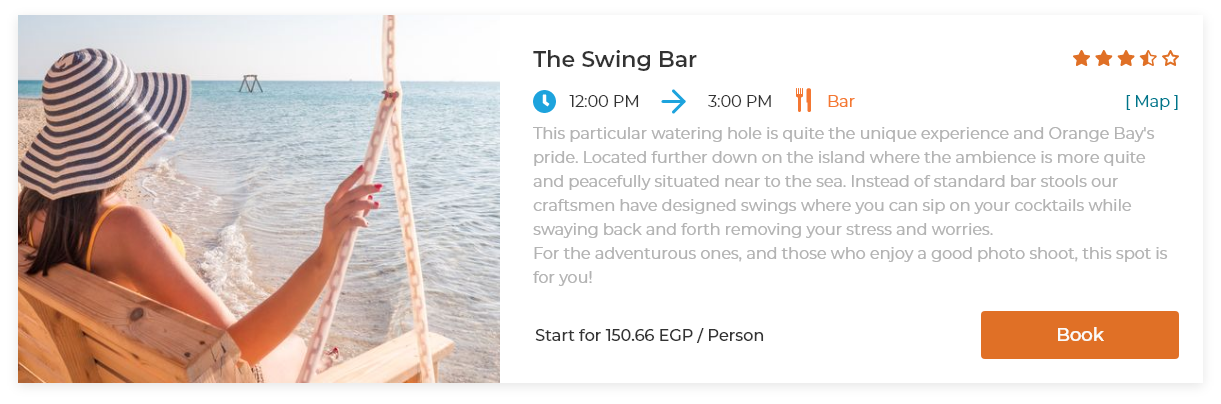 The Swing Bar
12:00 PM 3:00 PM Bar [ Map ]
This particular watering hole is quite the unique experience and Orange Bay's
pride. Located further down on the island where the ambience is more quite
and peacefully situated near to the sea. Instead of standard bar stools our
craftsmen have designed swings where you can sip on your cocktails while
swaying back and forth removing your stress and worries.
For the adventurous ones, and those who enjoy a good photo shoot, this spot is
for you!
Start for 150.66 EGP / Person Book